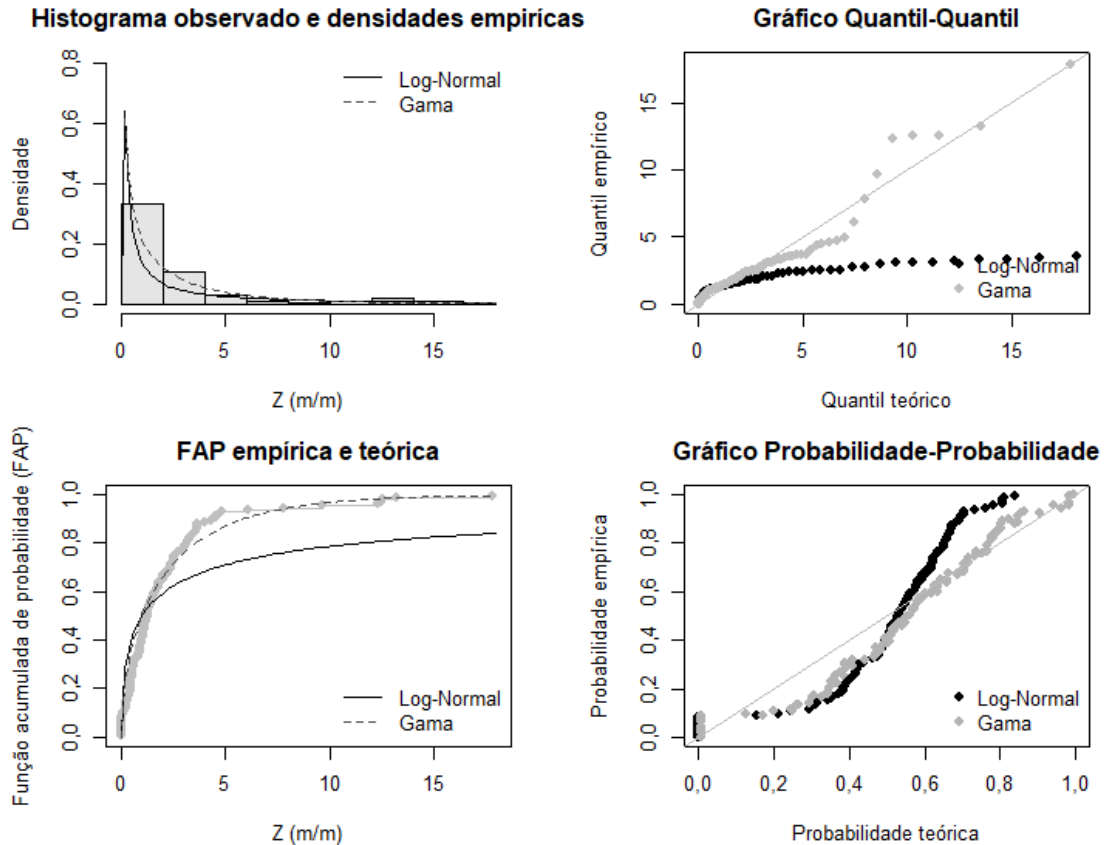 Histograma observado e densidades empirícas
Densidade
0,0 0,2 0,4 0,6 0,8
Log-Normal
Gama
0 5 10 15
Z (m/m)
Gráfico Quantil-Quantil
Quantil empírico
0 5 10 15
Log-Normal
Gama
0 5 10 15
Quantil teórico
FAP empírica e teórica
Função acumulada de probabilidade (FAP)
0,0 0,2 0,4 0,6 0,8 1,0
Log-Normal
Gama
0 5 10 15
Z (m/m)
Gráfico Probabilidade-Probabilidade
Probabilidade empírica
0,0 0,2 0,4 0,6 0,8 1,0
Log-Normal
Gama
0,0 0,2 0,4 0,6 0,8 1,0
Probabilidade teórica